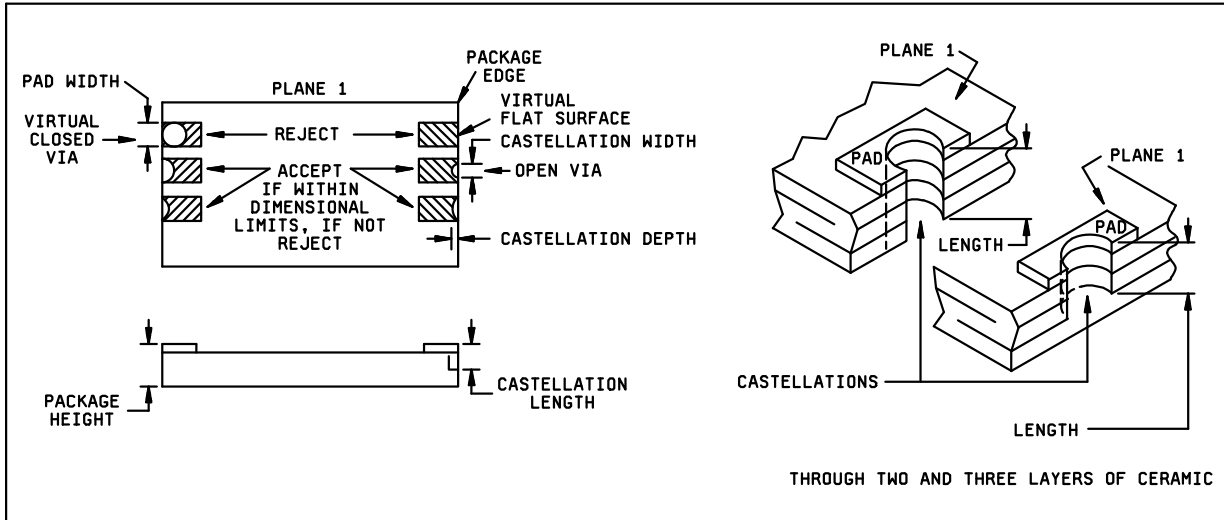 PLANE 1
PACKAGE
EDGE
PAD WIDTH
VIRTUAL
CLOSED
VIA
REJECT
VIRTUAL
FLAT SURFACE
CASTELLATION WIDTH
ACCEPT
IF WITHIN
DIMENSIONAL
LIMITS, IF NOT
REJECT
OPEN VIA
CASTELLATION DEPTH
PACKAGE
HEIGHT
CASTELLATION
LENGTH
PLANE 1
PAD
LENGTH
PLANE 1
PAD
CASTELLATIONS
LENGTH
THROUGH TWO AND THREE LAYERS OF CERAMIC